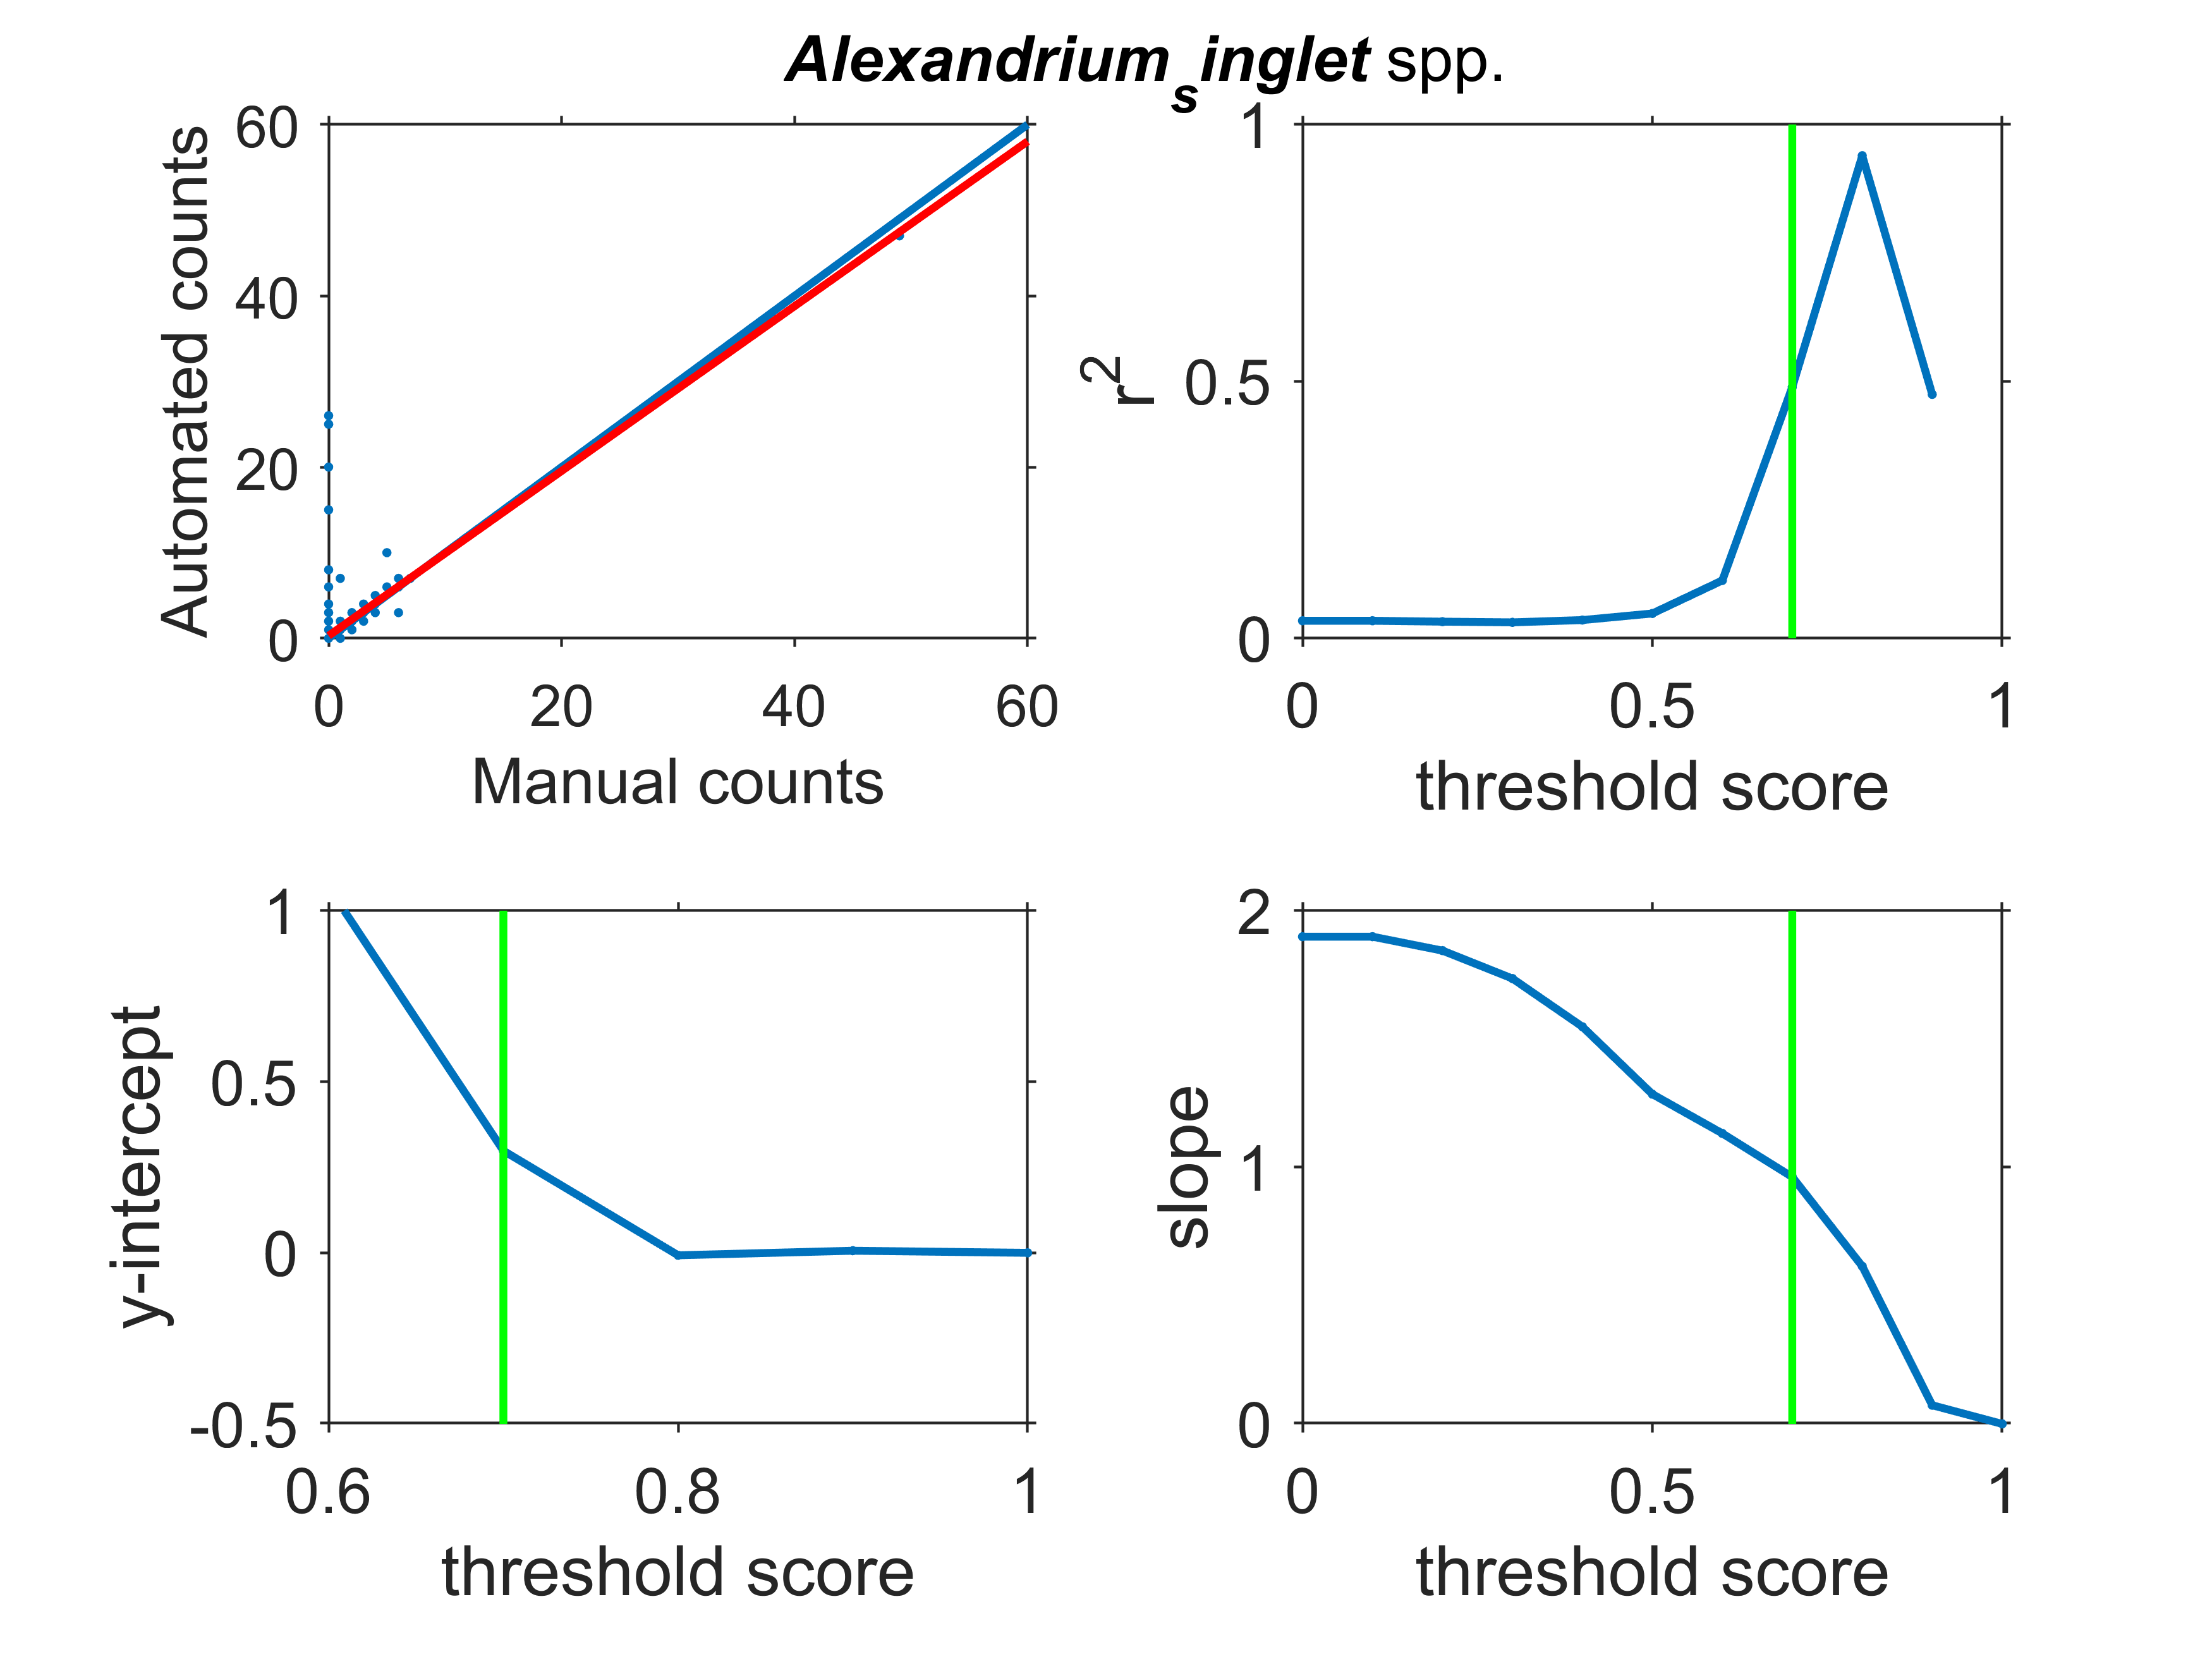 Alexandrium_singlet spp.
60
40
20
0
Automated counts
0 20 40 60
Manual counts
1
0.5
0
r²
0 0.5 1
threshold score
1
0.5
0
-0.5
y-intercept
0.6 0.8 1
threshold score
2
1
0
slope
0 0.5 1
threshold score